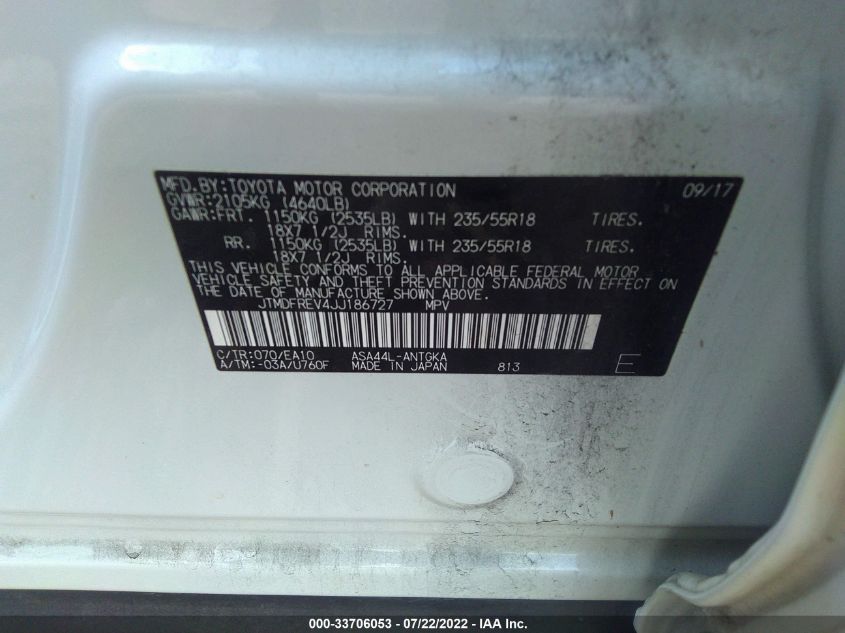 MFD.BY:TOYOTA MOTOR CORPORATION 09/17
GVWR:2105KG (4640LB)
GAWR:FRT. 1150KG (2535LB) WITH 235/55R18 TIRES.
18X7 1/2J RIMS.
RR. 1150KG (2535LB) WITH 235/55R18 TIRES.
18X7 1/2J RIMS.
THIS VEHICLE CONFORMS TO ALL APPLICABLE FEDERAL MOTOR
VEHICLE SAFETY AND THEFT PREVENTION STANDARDS IN EFFECT ON
THE DATE OF MANUFACTURE SHOWN ABOVE.
JTMDFREV4JJ186727 MPV
C/TR:070/EA10 ASA44L-ANTGKA
A/TM:-03A/U760F MADE IN JAPAN 813 E
000-33706053 - 07/22/2022 - IAA Inc.